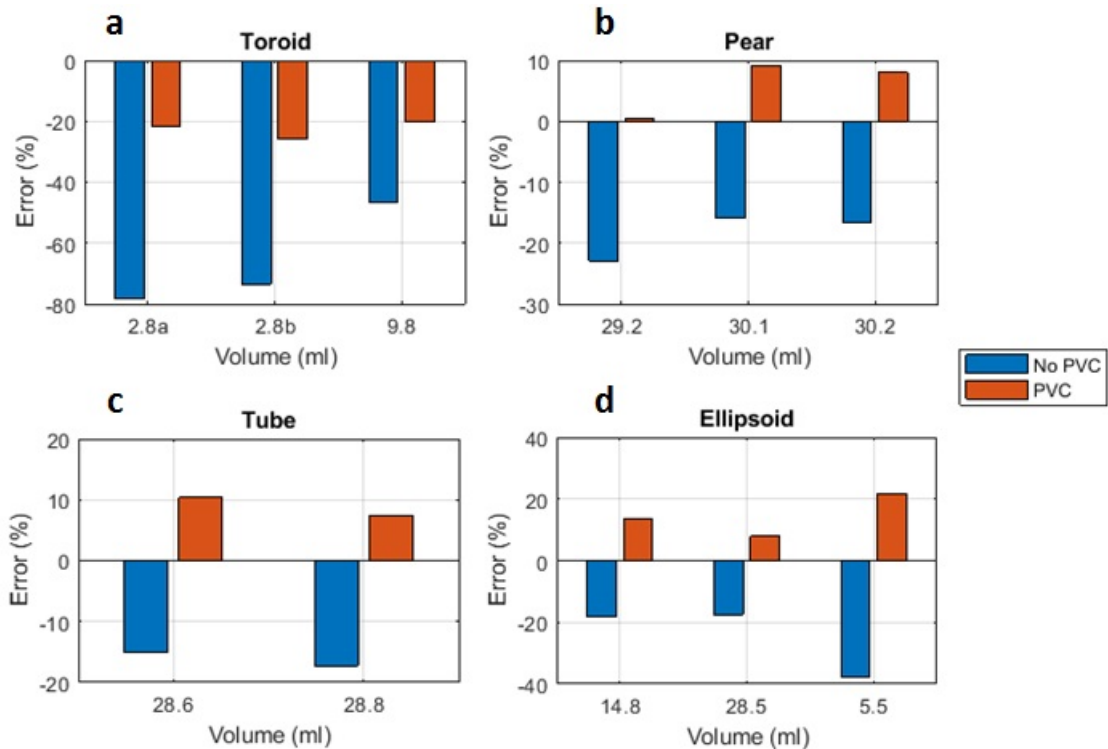 a
Toroid
0
-20
-40
-60
-80
Error (%)
2.8a 2.8b 9.8
Volume (ml)
b
Pear
10
0
-10
-20
-30
Error (%)
29.2 30.1 30.2
Volume (ml)
No PVC
PVC
c
Tube
20
10
0
-10
-20
Error (%)
28.6 28.8
Volume (ml)
d
Ellipsoid
40
20
0
-20
-40
Error (%)
14.8 28.5 5.5
Volume (ml)